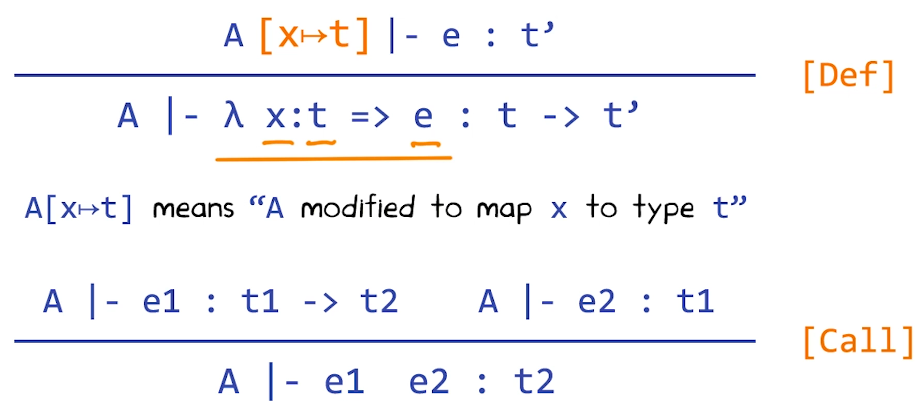 A [x↦t] |- e : t’
[Def]
A |- λ x:t => e : t -> t’
A[x↦t] means “A modified to map x to type t”
A |- e1 : t1 -> t2 A |- e2 : t1
[Call]
A |- e1 e2 : t2